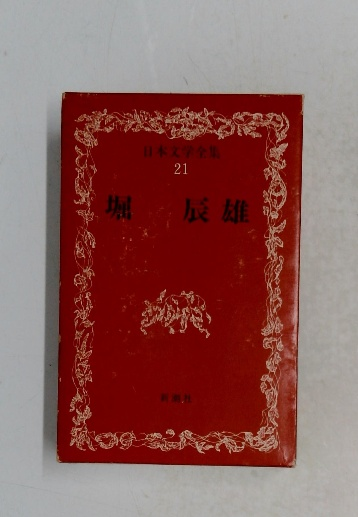 日本文学全集
21
堀 辰雄
新潮社